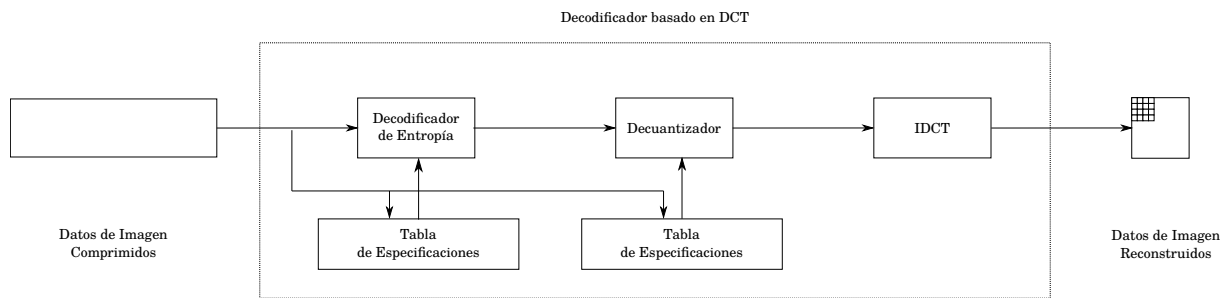 Decodificador basado en DCT
Decodificador
de Entropía
Decuantizador
IDCT
Tabla
de Especificaciones
Tabla
de Especificaciones
Datos de Imagen
Comprimidos
Datos de Imagen
Reconstruidos